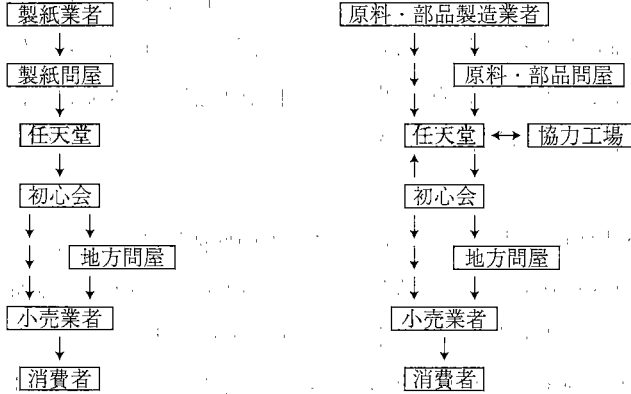 製紙業者
製紙問屋
任天堂
初心会
地方問屋
小売業者
消費者
原料・部品製造業者
原料・部品問屋
任天堂
協力工場
初心会
地方問屋
小売業者
消費者